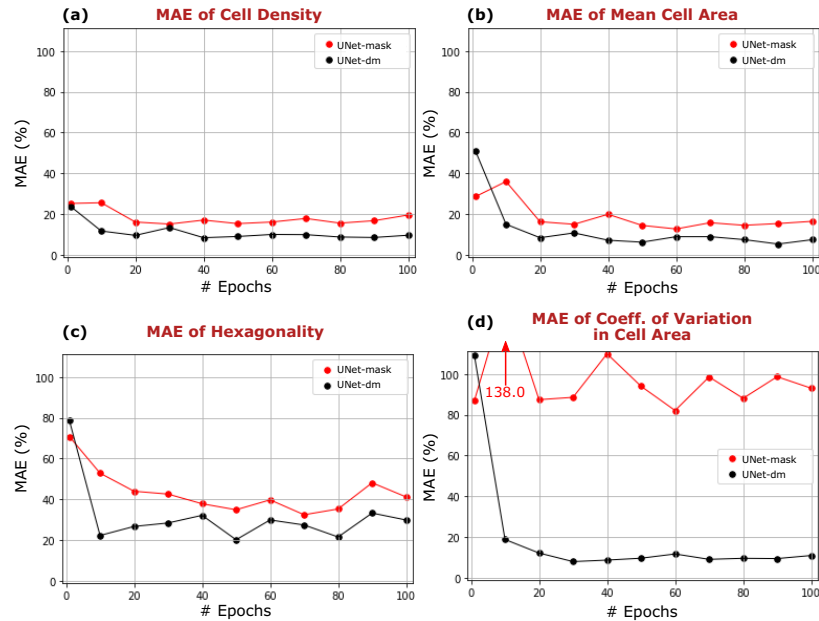 (a) MAE of Cell Density
MAE (%)
100
80
60
40
20
0
UNet-mask
UNet-dm
0 20 40 60 80 100
# Epochs
(b) MAE of Mean Cell Area
MAE (%)
100
80
60
40
20
0
UNet-mask
UNet-dm
0 20 40 60 80 100
# Epochs
(c) MAE of Hexagonality
MAE (%)
100
80
60
40
20
0
UNet-mask
UNet-dm
0 20 40 60 80 100
# Epochs
(d) MAE of Coeff. of Variation
in Cell Area
MAE (%)
100
80
60
40
20
0
138.0
UNet-mask
UNet-dm
0 20 40 60 80 100
# Epochs